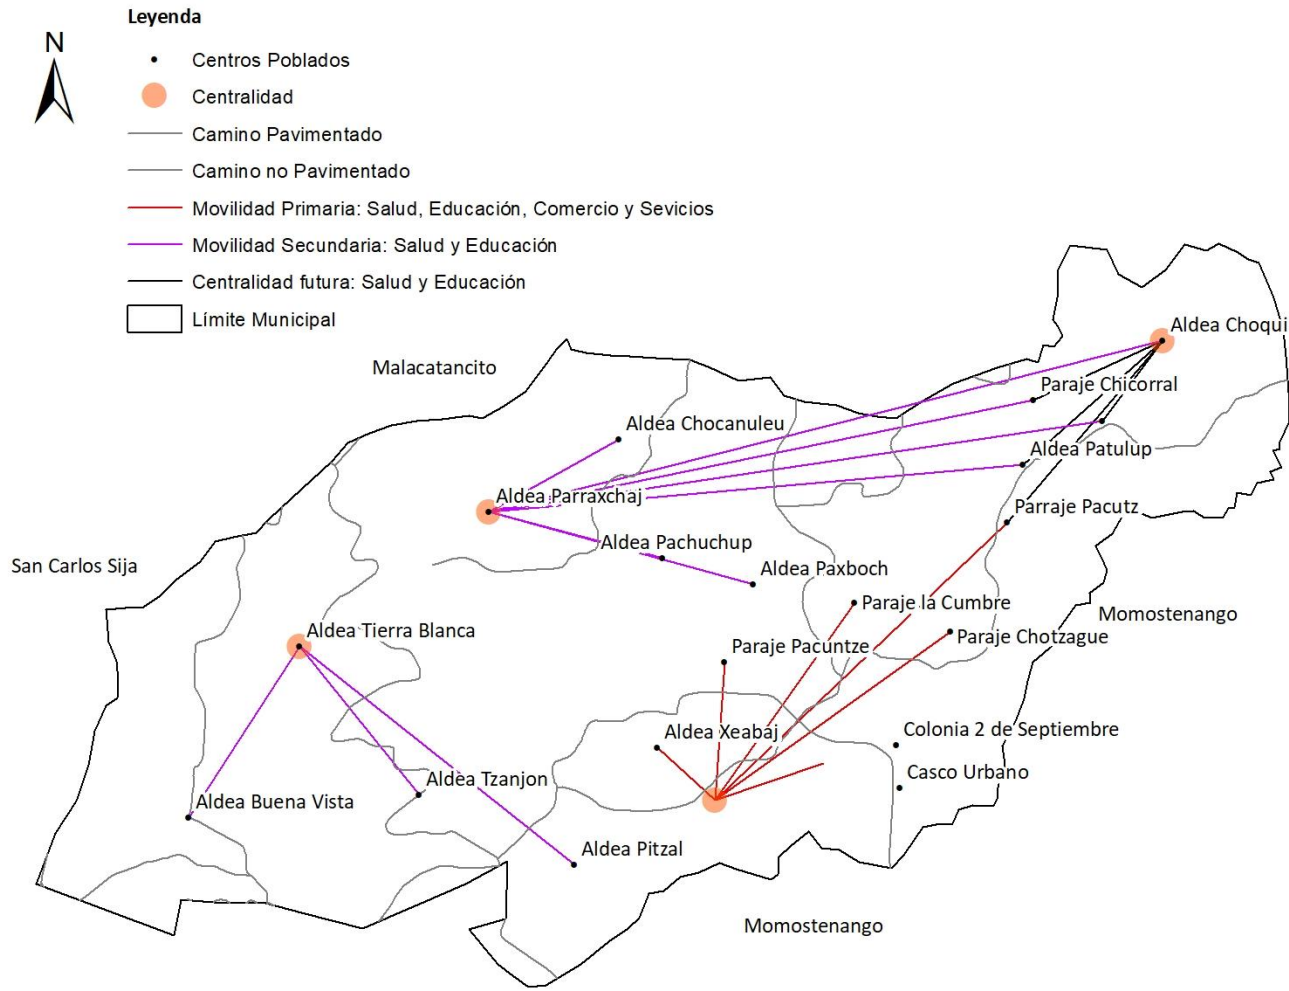 Leyenda
N
Centros Poblados
Centralidad
Camino Pavimentado
Camino no Pavimentado
Movilidad Primaria: Salud, Educación, Comercio y Sevicios
Movilidad Secundaria: Salud y Educación
Centralidad futura: Salud y Educación
Límite Municipal
Aldea Choqui
Malacatancito
Paraje Chicorral
Aldea Chocanuleu
Aldea Patulup
Aldea Parraxchaj
Parraje Pacutz
Aldea Pachuchup
San Carlos Sija
Aldea Paxboch
Paraje la Cumbre
Momostenango
Aldea Tierra Blanca
Paraje Chotzague
Paraje Pacuntze
Aldea Xeabáj
Colonia 2 de Septiembre
Casco Urbano
Aldea Tzanjon
Aldea Buena Vista
Aldea Pitzal
Momostenango